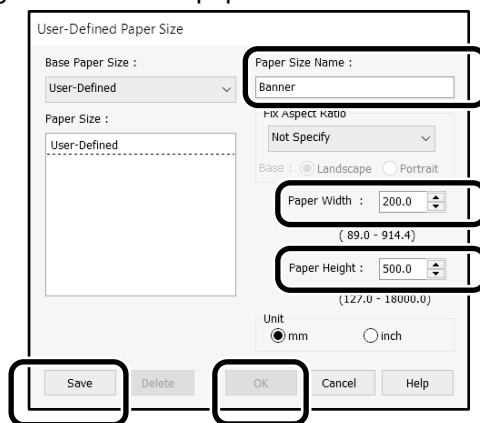 User-Defined Paper Size
Base Paper Size :
User-Defined
Paper Size :
User-Defined
Paper Size Name :
Banner
Fix Aspect Ratio
Not Specify
Base : Landscape Portrait
Paper Width : 200.0
( 89.0 - 914.4)
Paper Height : 500.0
(127.0 - 18000.0)
Unit
mm inch
Save Delete OK Cancel Help